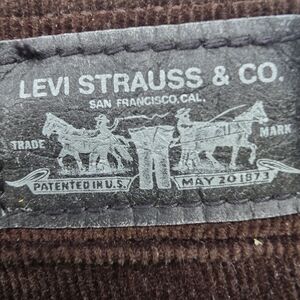 LEVI STRAUSS & CO.
SAN FRANCISCO, CAL.
TRADE MARK
PATENTED IN U.S. MAY 20 1873